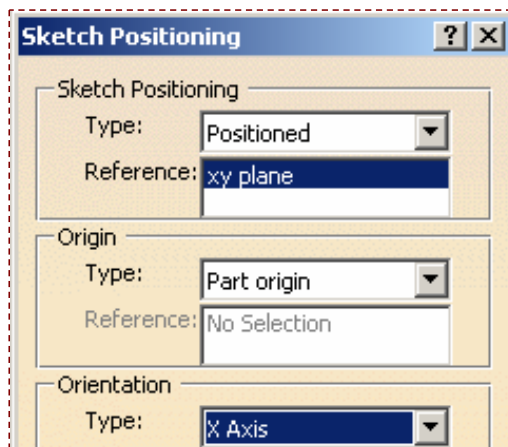 Sketch Positioning
Sketch Positioning
Type: Positioned
Reference: xy plane
Origin
Type: Part origin
Reference: No Selection
Orientation
Type: X Axis